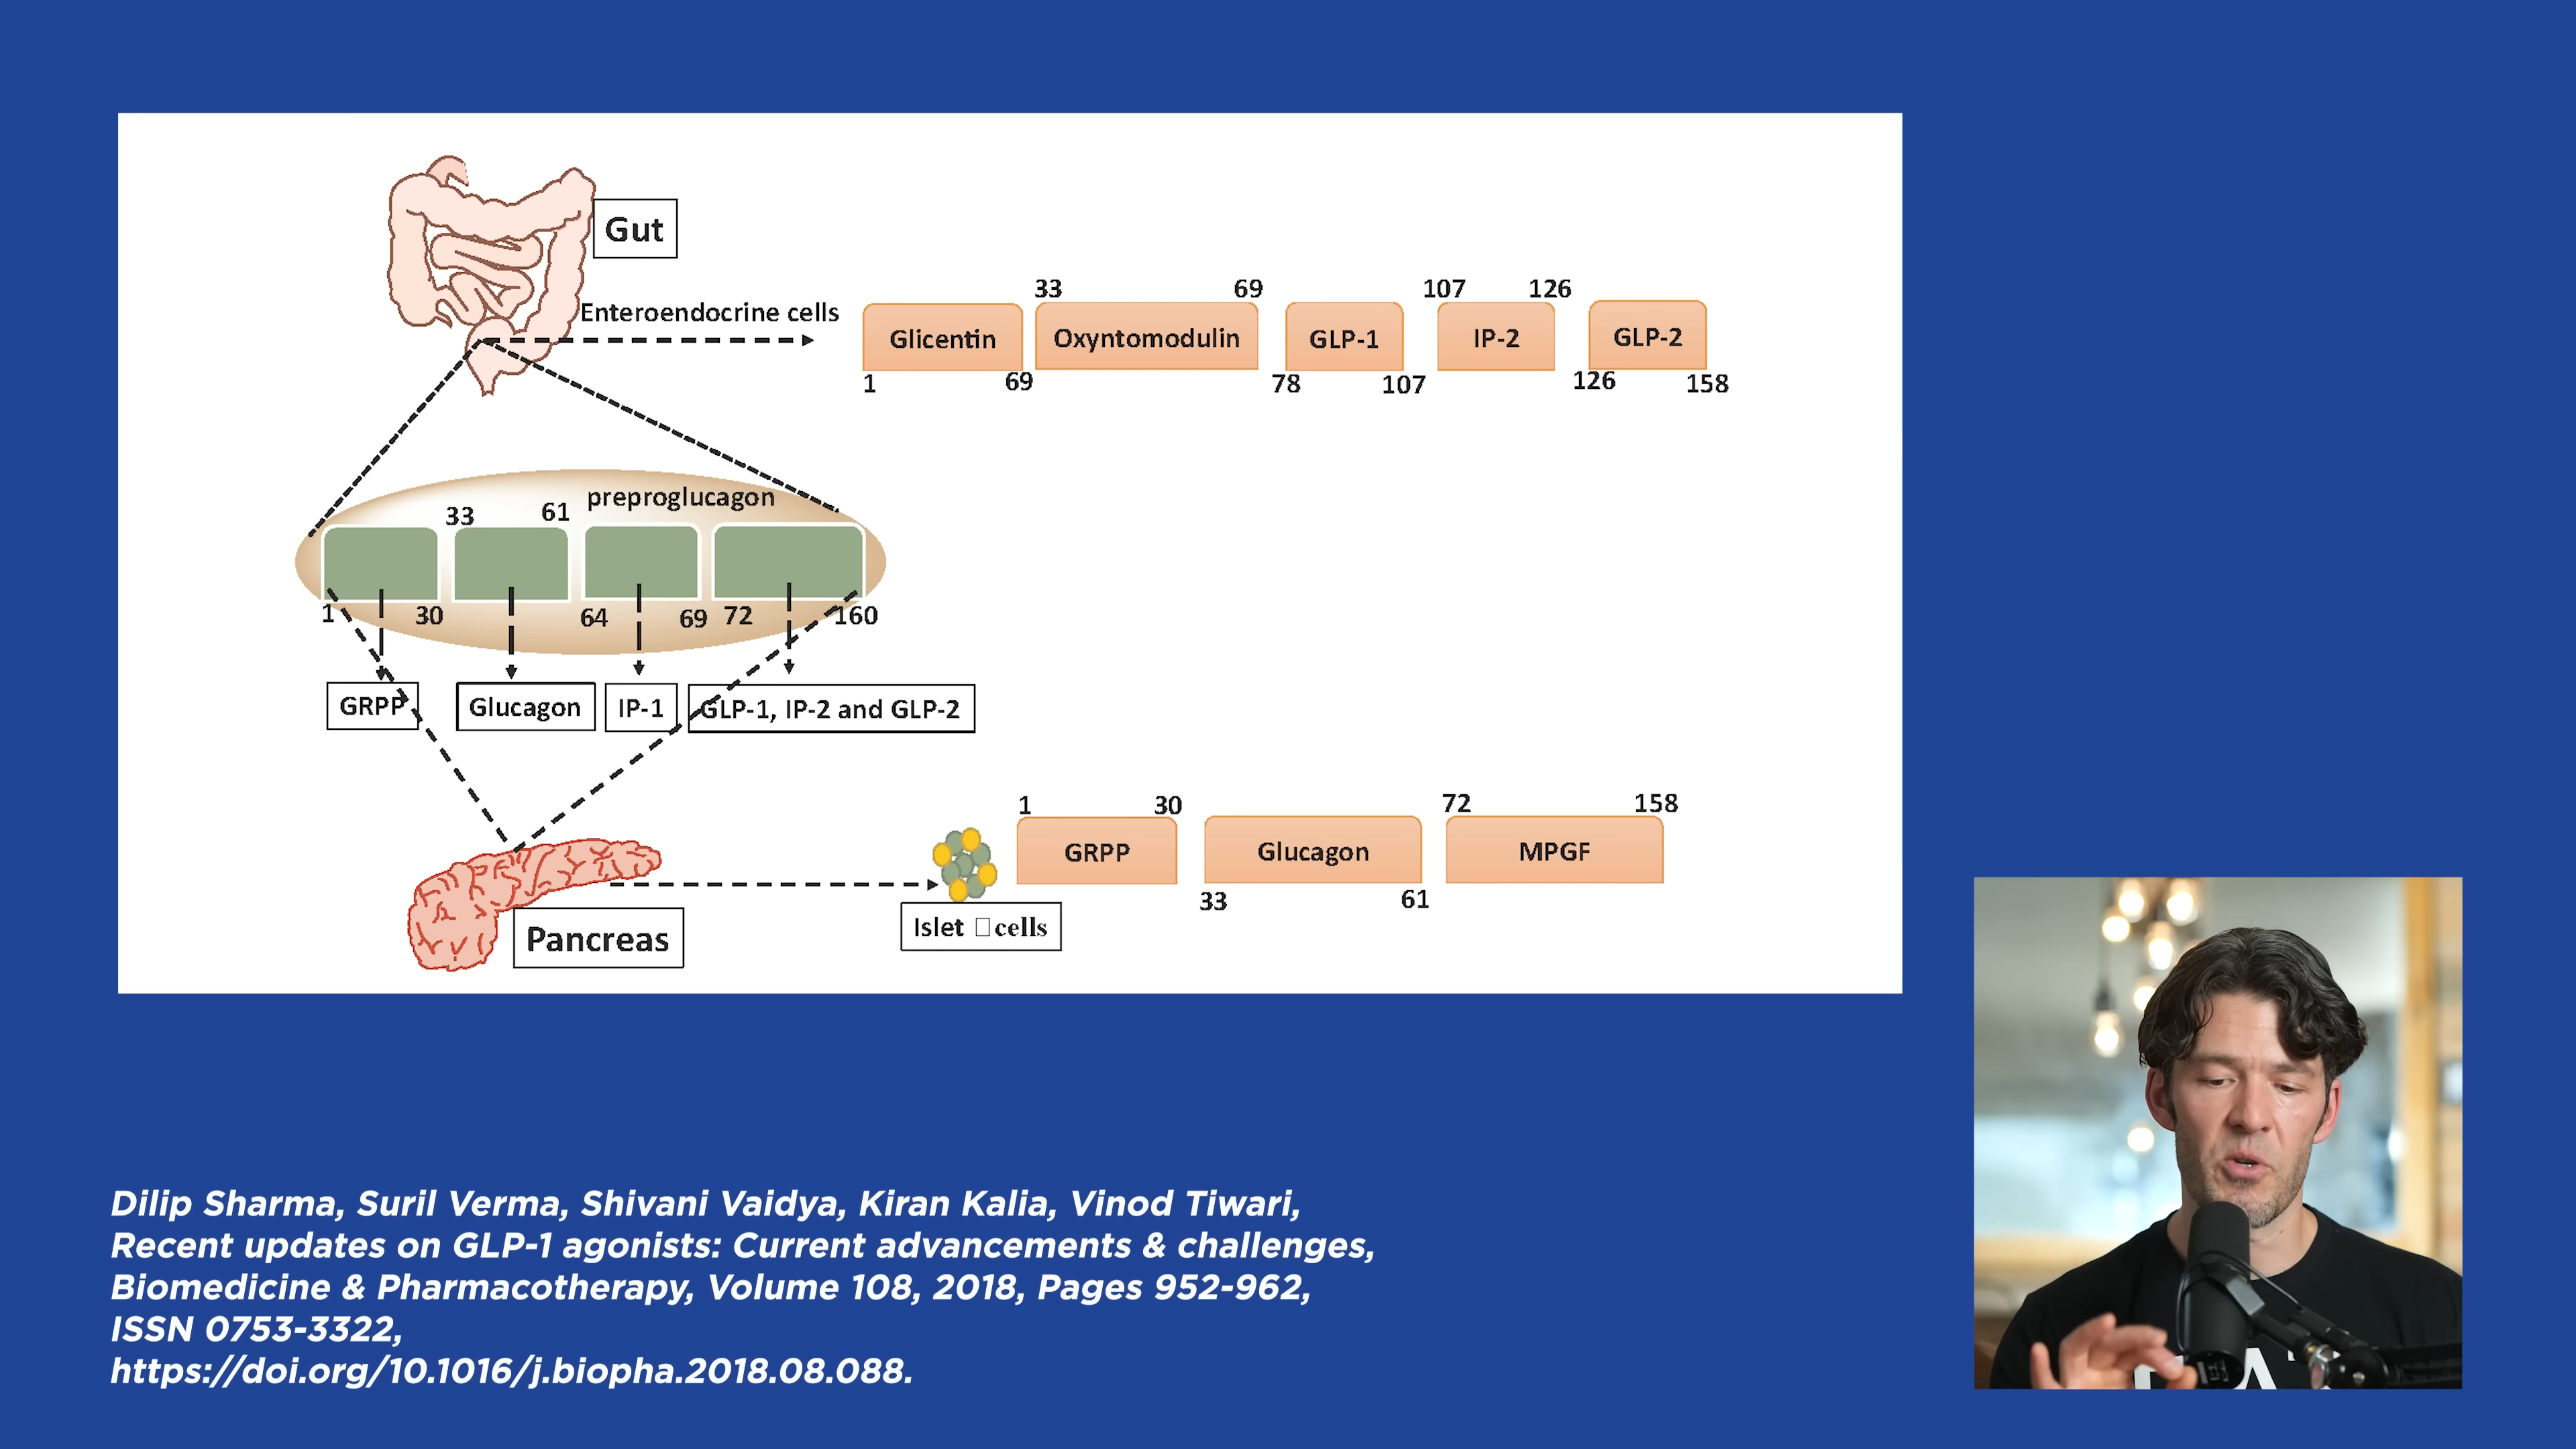 Gut
Enteroendocrine cells
33 69 107 126
Glicentin Oxyntomodulin GLP-1 IP-2 GLP-2
1 69 78 107 126 158
preproglucagon
33 61
1 30 64 69 72 160
GRPP Glucagon IP-1 GLP-1, IP-2 and GLP-2
1 30 72 158
GRPP Glucagon MPGF
33 61
Islet □cells
Pancreas
Dilip Sharma, Suril Verma, Shivani Vaidya, Kiran Kalia, Vinod Tiwari,
Recent updates on GLP-1 agonists: Current advancements & challenges,
Biomedicine & Pharmacotherapy, Volume 108, 2018, Pages 952-962,
ISSN 0753-3322,
https://doi.org/10.1016/j.biopha.2018.08.088.